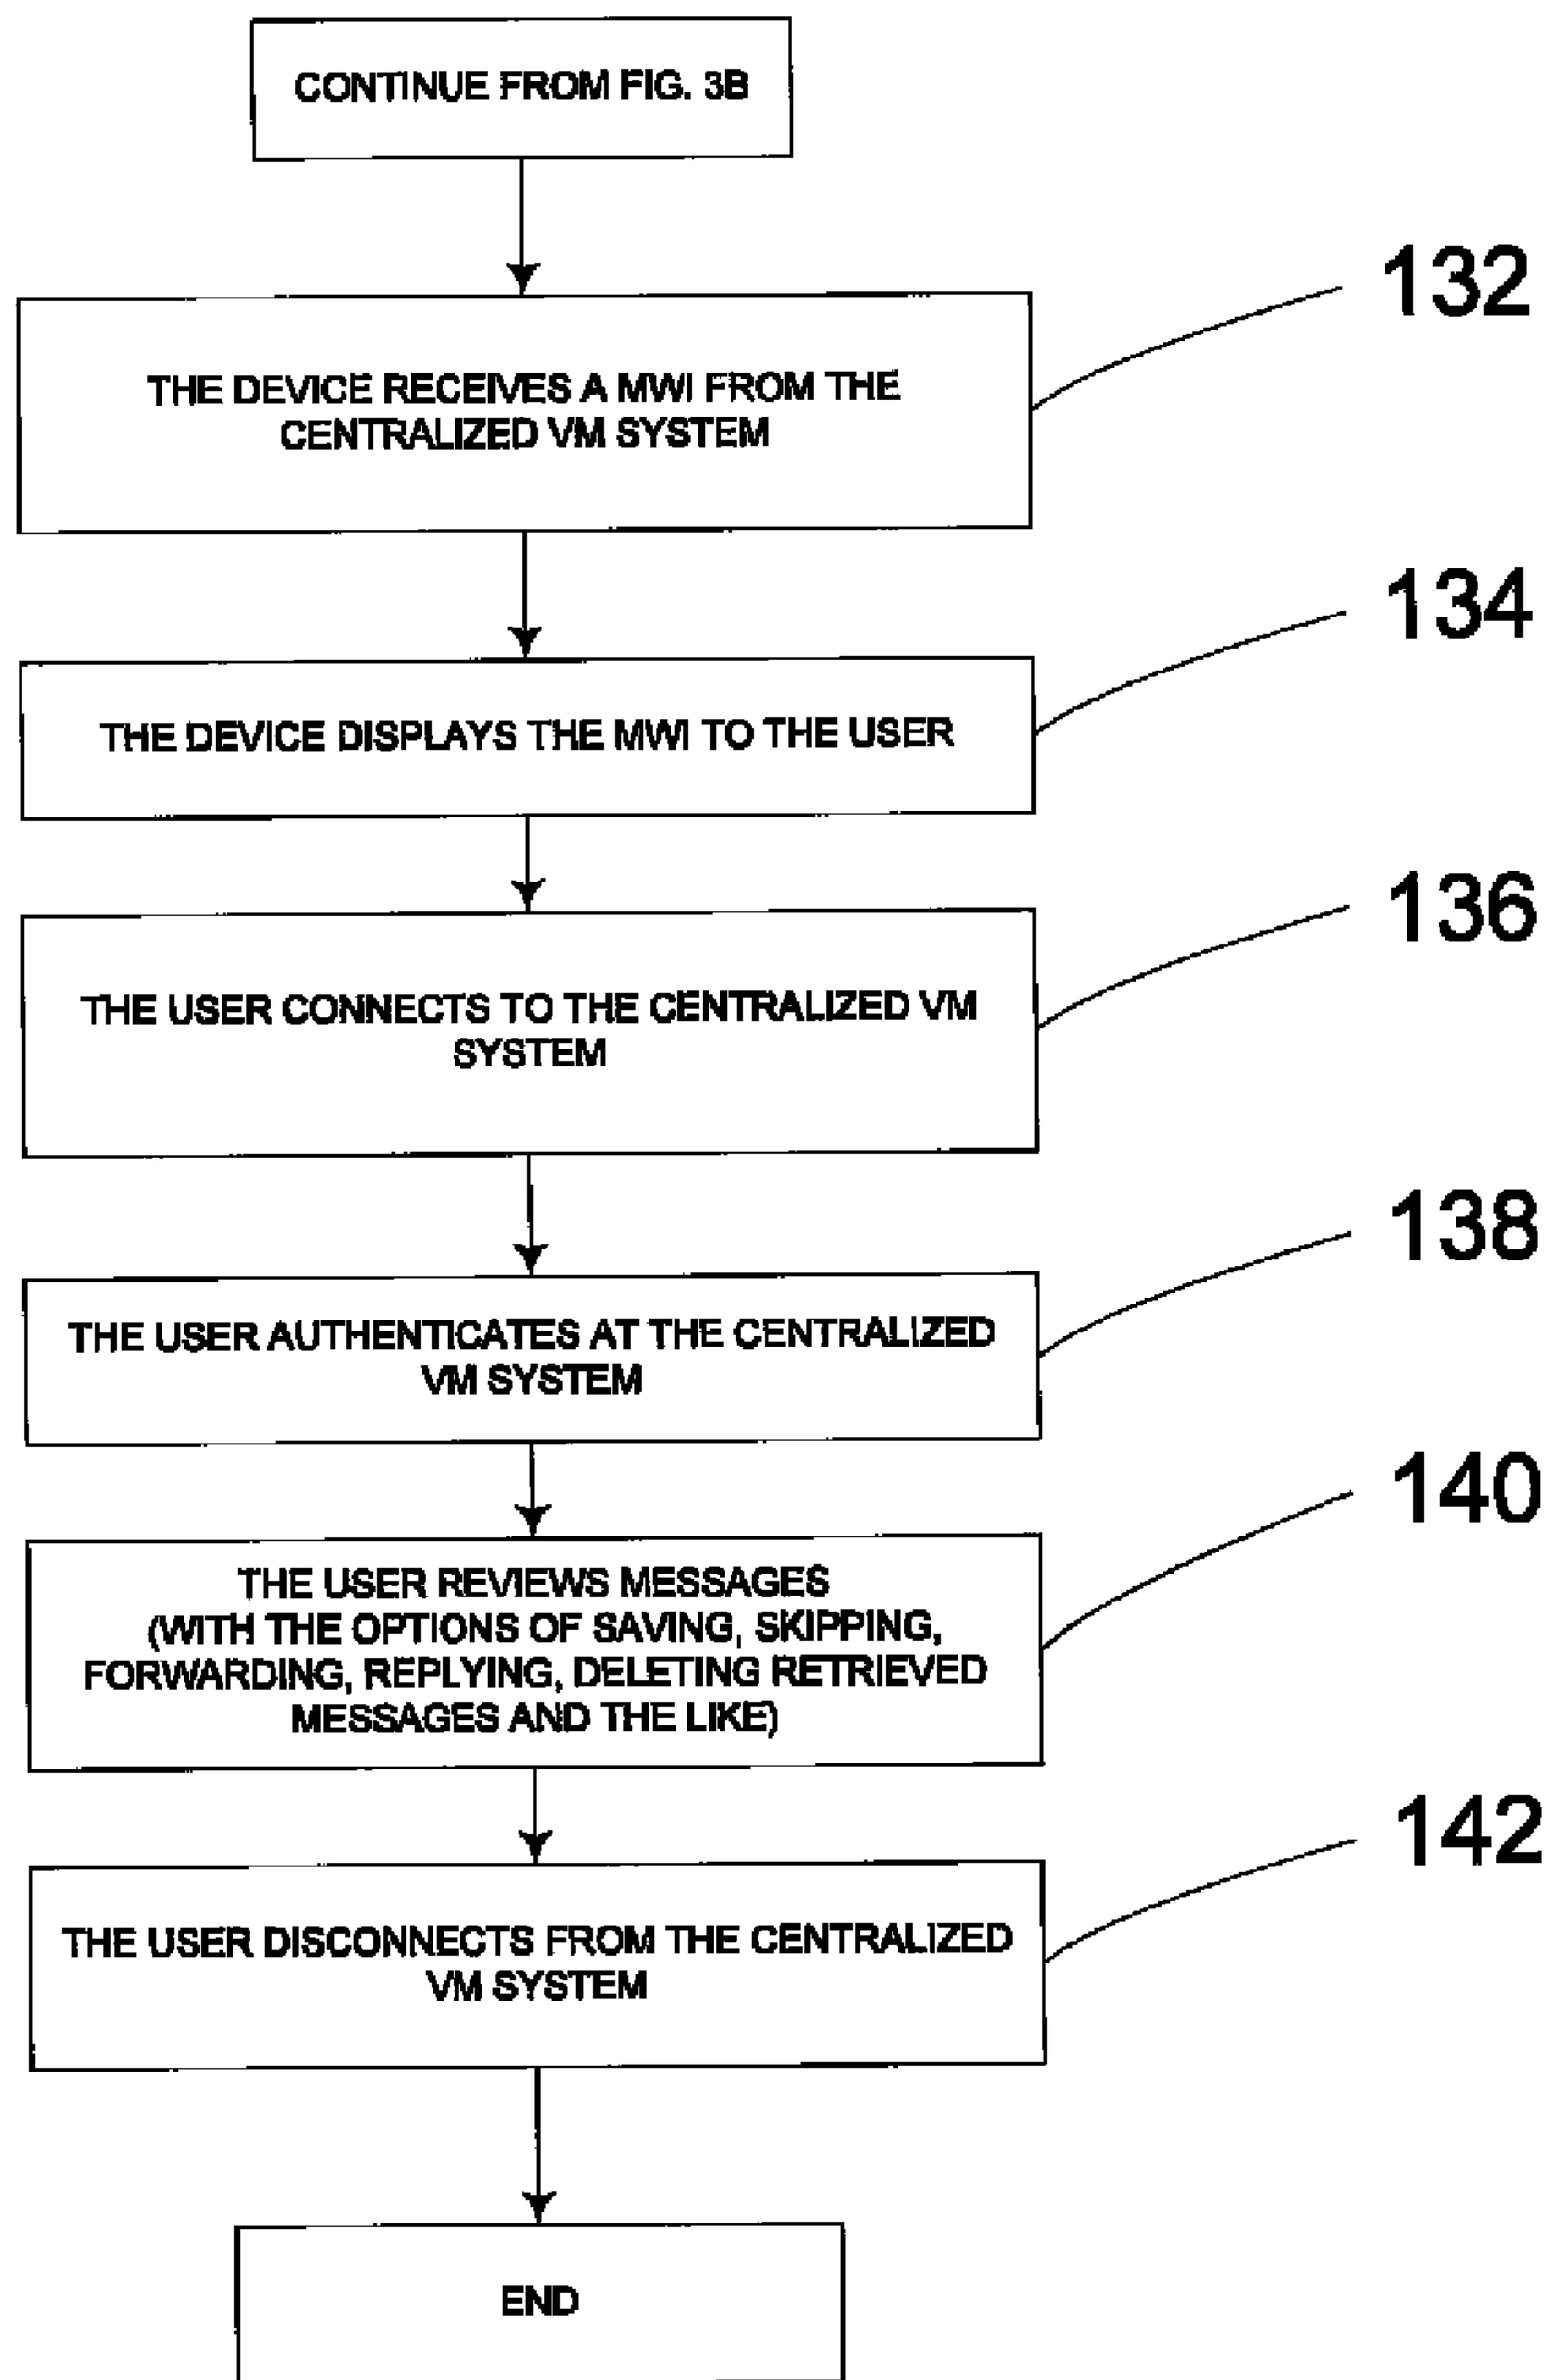 CONTINUE FROM FIG. 3B
132
THE DEVICE RECEIVES A MWI FROM THE
CENTRALIZED VM SYSTEM
134
THE DEVICE DISPLAYS THE MWI TO THE USER
136
THE USER CONNECTS TO THE CENTRALIZED VM
SYSTEM
138
THE USER AUTHENTICATES AT THE CENTRALIZED
VM SYSTEM
140
THE USER REVIEWS MESSAGES
(WITH THE OPTIONS OF SAVING, SKIPPING,
FORWARDING, REPLYING, DELETING RETRIEVED
MESSAGES AND THE LIKE)
142
THE USER DISCONNECTS FROM THE CENTRALIZED
VM SYSTEM
END